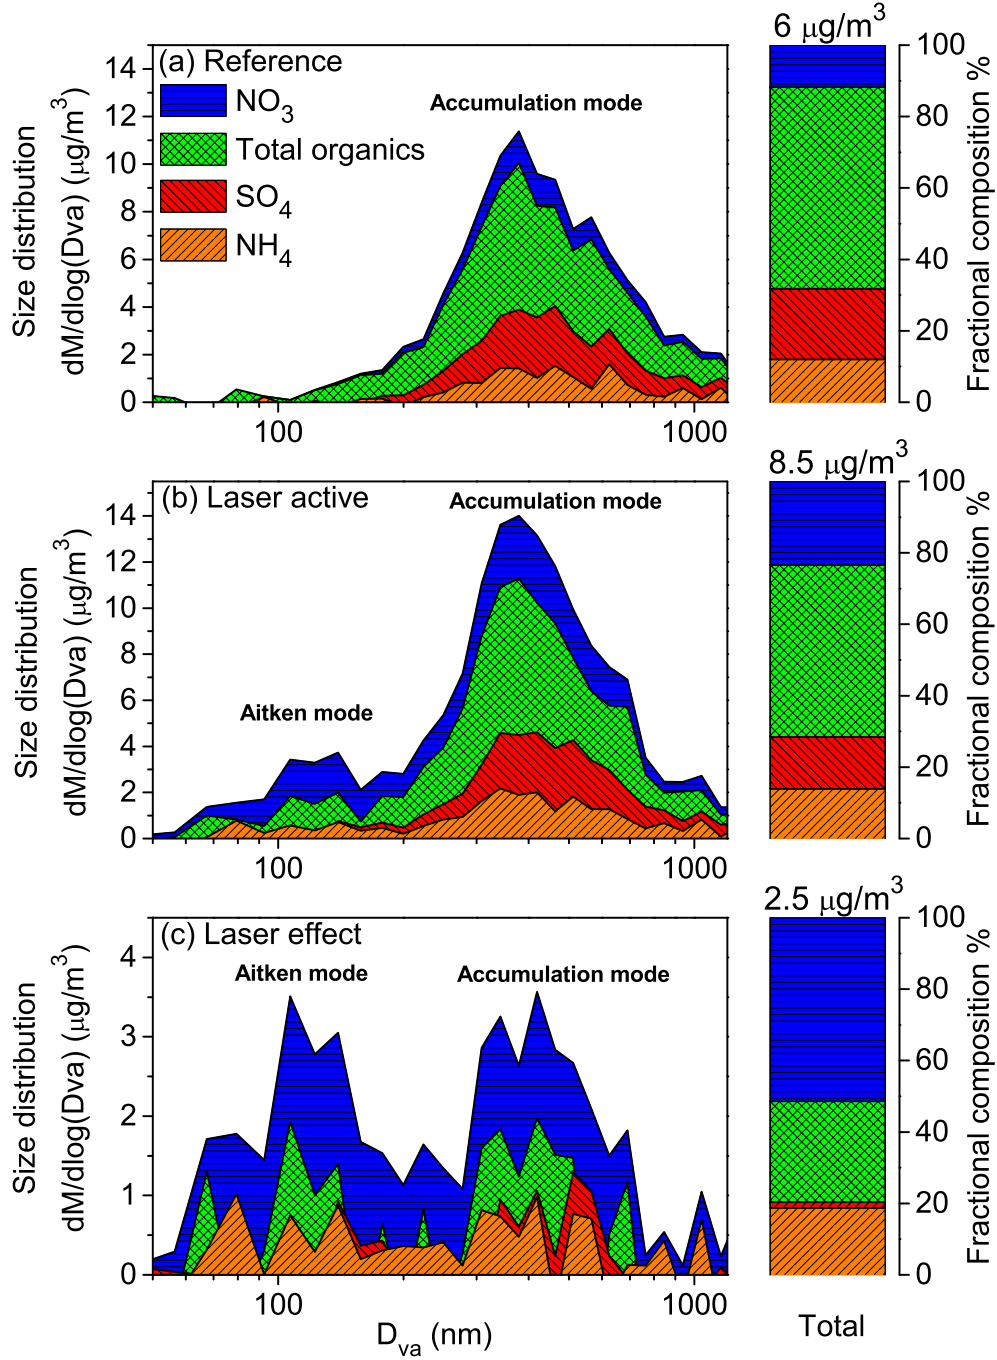 6 μg/m³
(a) Reference
NO₃
Total organics
SO₄
NH₄
Accumulation mode
Size distribution
dM/dlog(Dva) (μg/m³)
14
12
10
8
6
4
2
0
100
1000
100
80
60
40
20
0
Fractional composition %
8.5 μg/m³
(b) Laser active
Accumulation mode
Aitken mode
Size distribution
dM/dlog(Dva) (μg/m³)
14
12
10
8
6
4
2
0
100
1000
100
80
60
40
20
0
Fractional composition %
2.5 μg/m³
(c) Laser effect
Aitken mode
Accumulation mode
Size distribution
dM/dlog(Dva) (μg/m³)
4
3
2
1
0
100
1000
D_va (nm)
100
80
60
40
20
0
Fractional composition %
Total